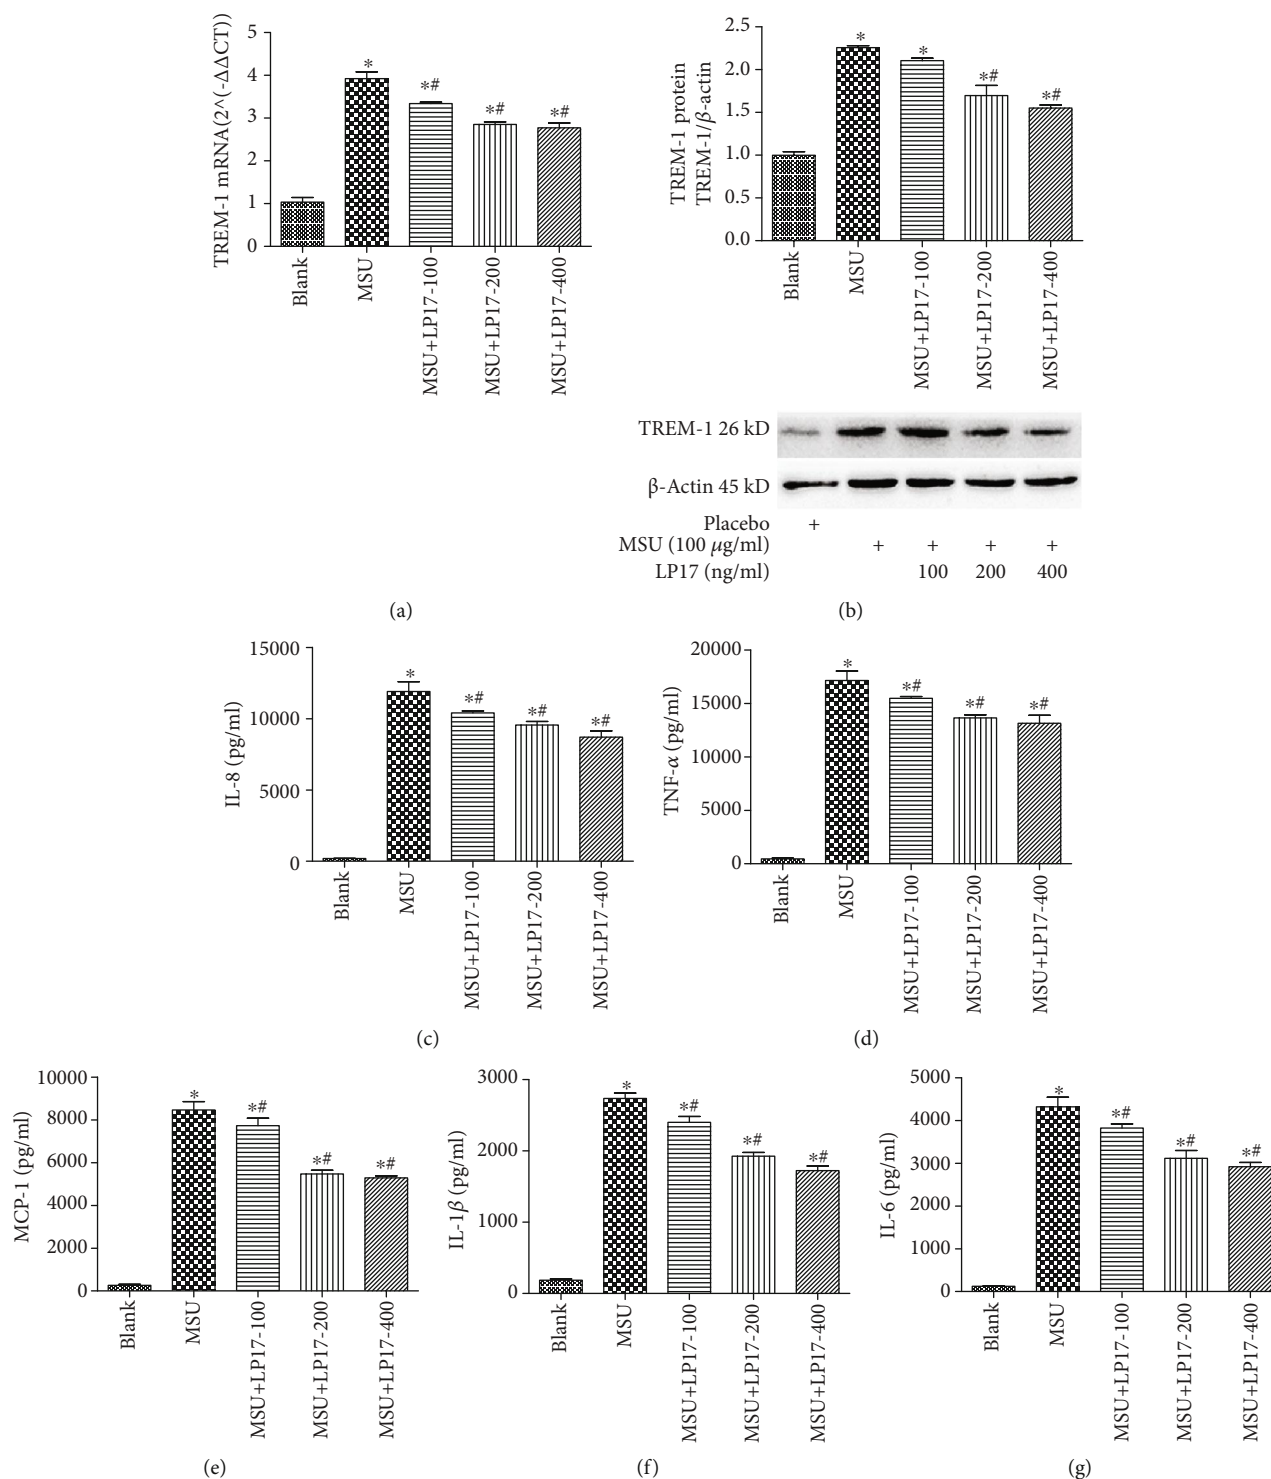 TREM-1 mRNA(2^(-ΔΔCT))
5
4
3
2
1
0
*
*#
*#
*#
Blank
MSU
MSU+LP17-100
MSU+LP17-200
MSU+LP17-400
(a)
TREM-1 protein
TREM-1/β-actin
2.5
2.0
1.5
1.0
0.5
0.0
*
*
*#
*#
Blank
MSU
MSU+LP17-100
MSU+LP17-200
MSU+LP17-400
TREM-1 26 kD
β-Actin 45 kD
Placebo +
MSU (100 μg/ml) + + + +
LP17 (ng/ml) 100 200 400
(b)
IL-8 (pg/ml)
15000
10000
5000
0
*
*#
*#
*#
Blank
MSU
MSU+LP17-100
MSU+LP17-200
MSU+LP17-400
(c)
TNF-α (pg/ml)
20000
15000
10000
5000
0
*
*#
*#
*#
Blank
MSU
MSU+LP17-100
MSU+LP17-200
MSU+LP17-400
(d)
MCP-1 (pg/ml)
10000
8000
6000
4000
2000
0
*
*#
*#
*#
Blank
MSU
MSU+LP17-100
MSU+LP17-200
MSU+LP17-400
(e)
IL-1β (pg/ml)
3000
2000
1000
0
*
*#
*#
*#
Blank
MSU
MSU+LP17-100
MSU+LP17-200
MSU+LP17-400
(f)
IL-6 (pg/ml)
5000
4000
3000
2000
1000
0
*
*#
*#
*#
Blank
MSU
MSU+LP17-100
MSU+LP17-200
MSU+LP17-400
(g)